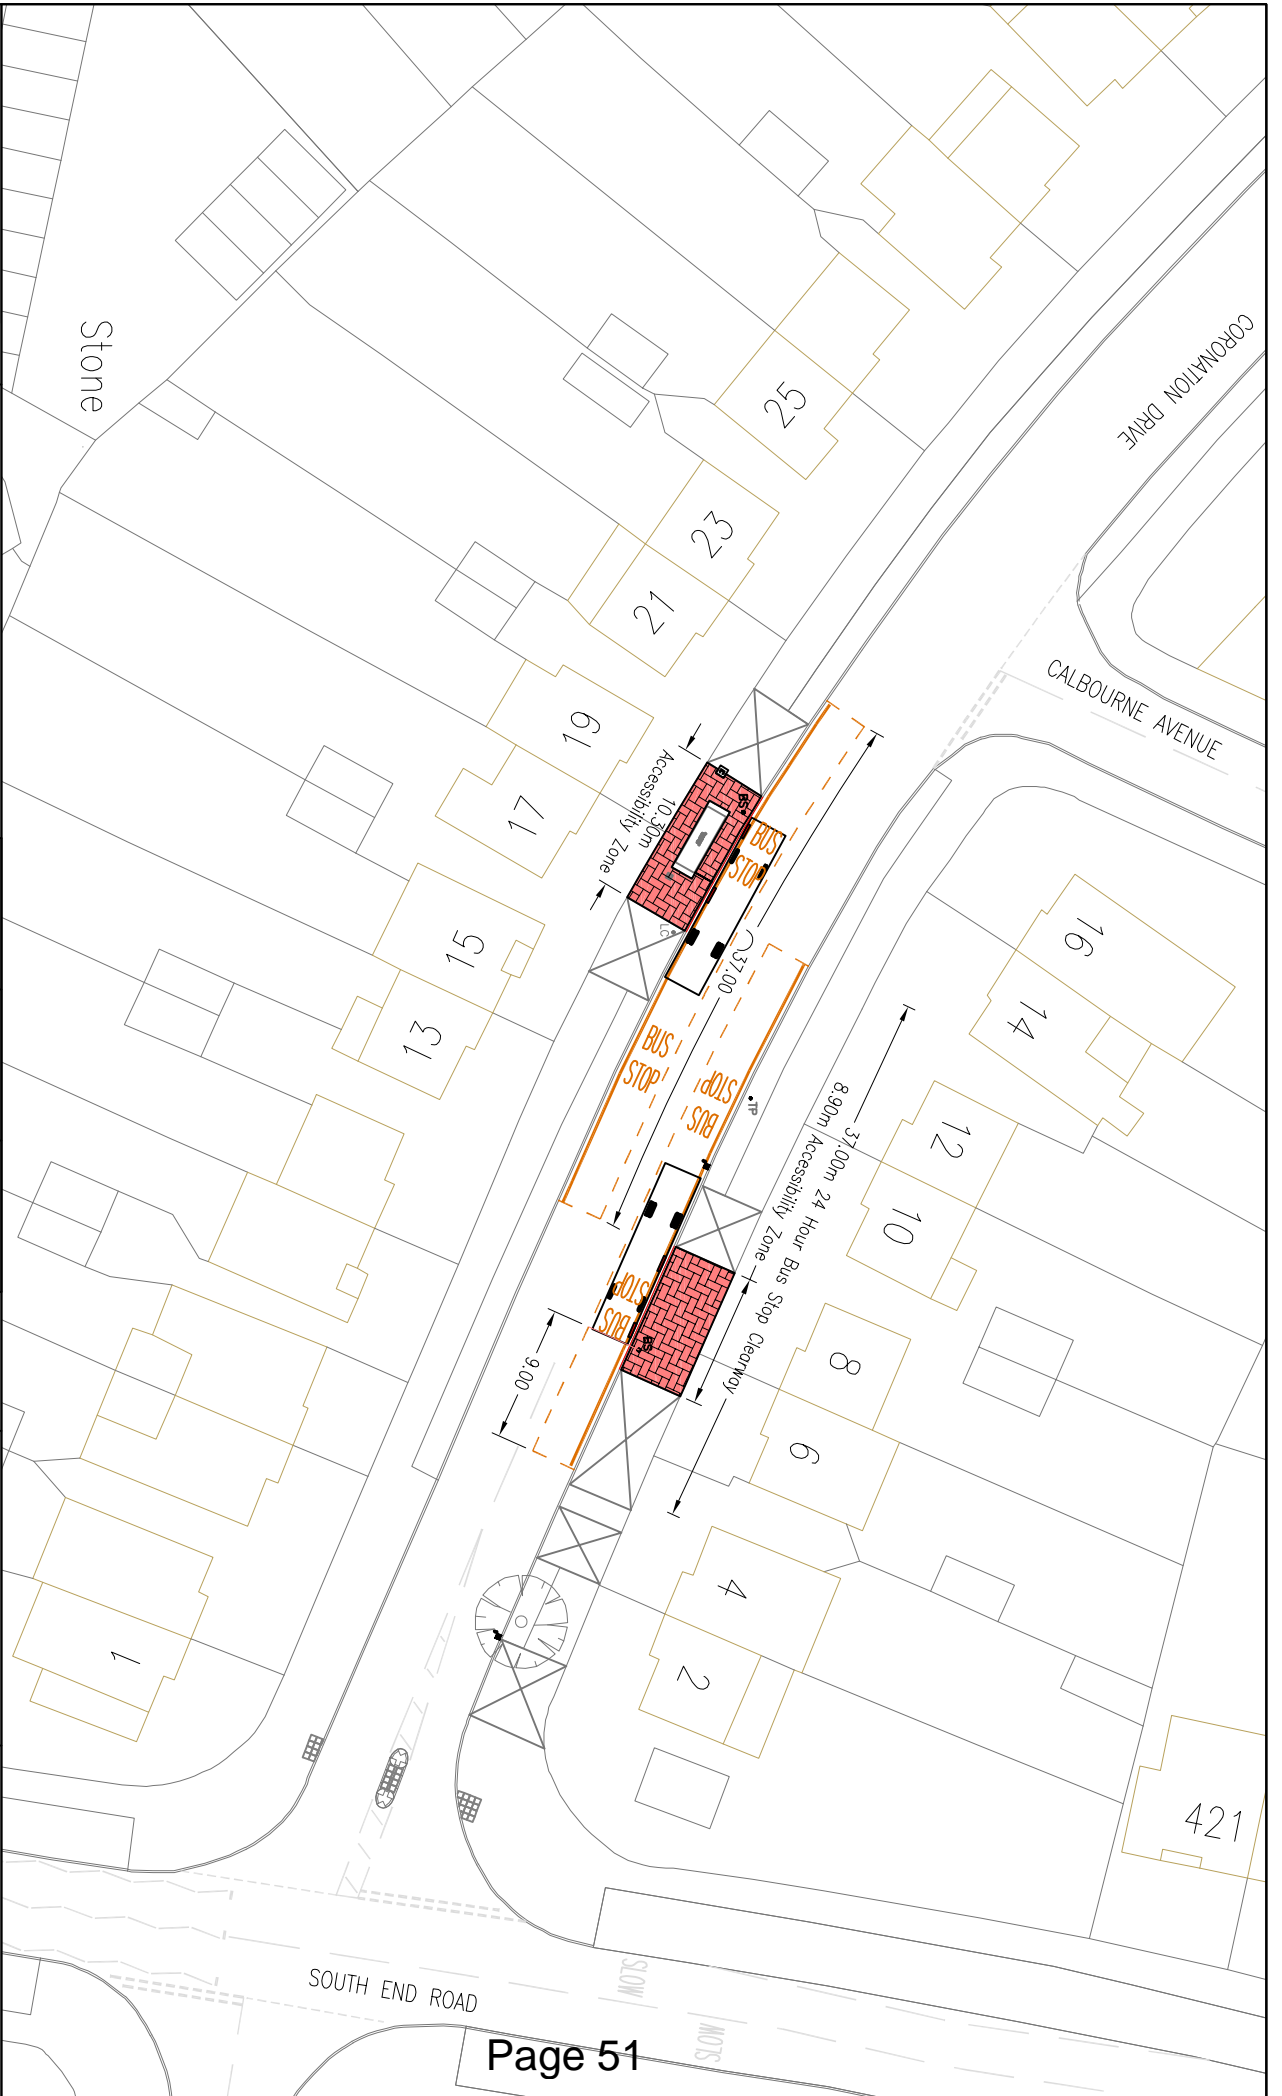 Stone
CORONATION DRIVE
CALBOURNE AVENUE
25
23
21
19
17
15
13
1
10.30m
Accessibility Zone
BS
BUS
STOP
LC
37.00
BUS
STOP
BUS
STOP
TP
16
14
12
10
8
6
4
2
421
8.90m Accessibility Zone
37.00m 24 Hour Bus Stop Clearway
BUS
STOP
BS
9.00
SOUTH END ROAD
SLOW
SLOW
Page 51